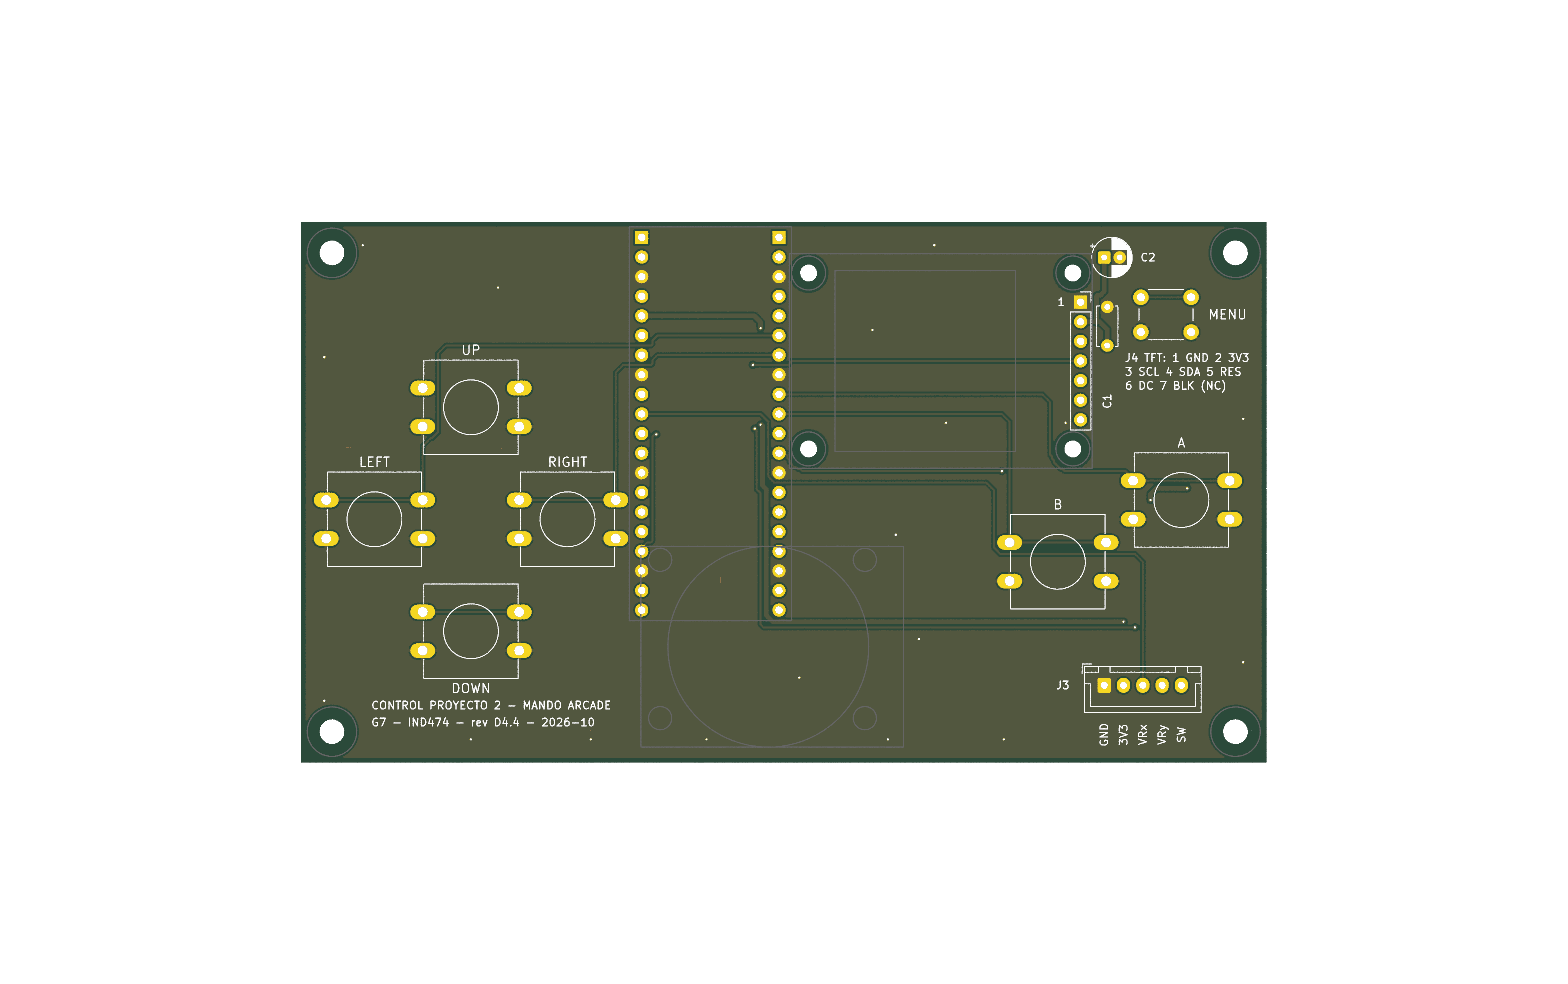 C2
1
MENU
UP
J4 TFT: 1 GND 2 3V3
3 SCL 4 SDA 5 RES
6 DC 7 BLK (NC)
C1
A
LEFT
RIGHT
B
DOWN
J3
CONTROL PROYECTO 2 - MANDO ARCADE
G7 - IND474 - rev D4.4 - 2026-10
GND
3V3
VRx
VRy
SW